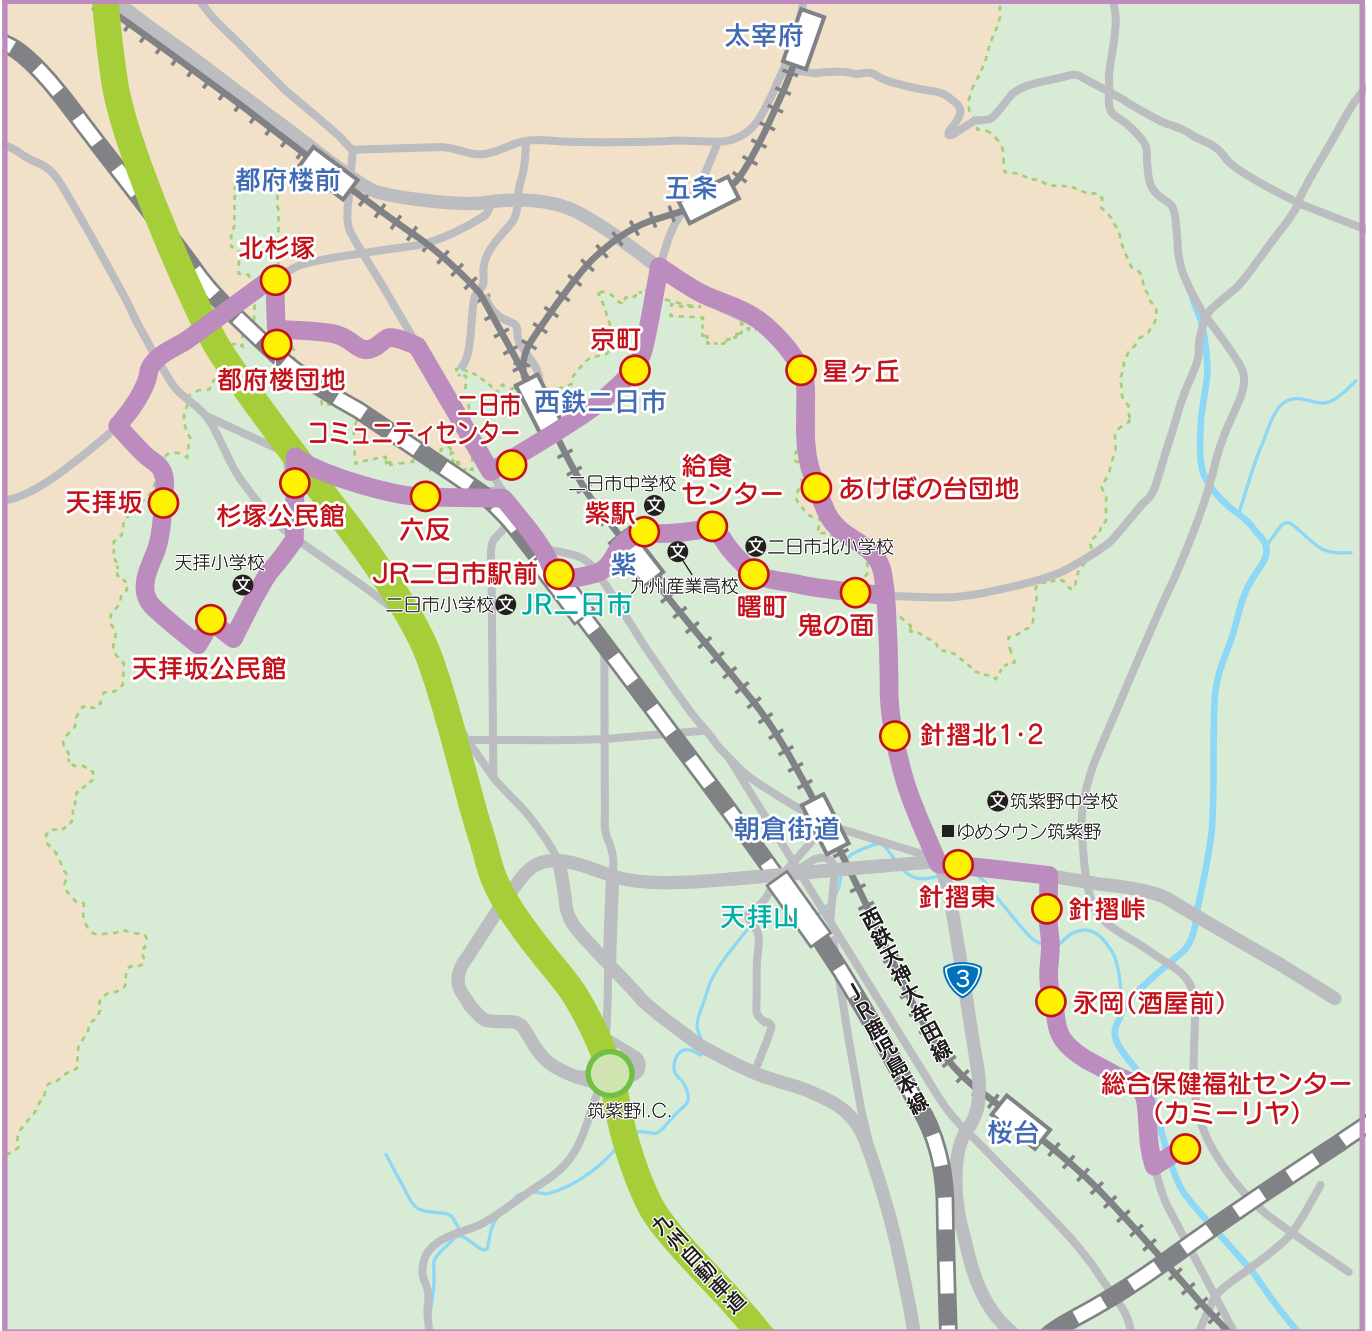 太宰府
都府楼前
五条
北杉塚
京町
星ヶ丘
都府楼団地
西鉄二日市
二日市
コミュニティセンター
給食
センター
二日市中学校
あけぼの台団地
天拝坂
杉塚公民館
六反
紫駅
文
文
文
二日市北小学校
天拝小学校
文
JR二日市駅前
紫
九州産業高校
曙町
鬼の面
二日市小学校
文
JR二日市
天拝坂公民館
針摺北1・2
文
筑紫野中学校
ゆめタウン筑紫野
朝倉街道
針摺東
針摺峠
天拝山
西鉄天神大牟田線
3
JR鹿児島本線
永岡(酒屋前)
総合保健福祉センター
(カミーリヤ)
筑紫野I.C.
桜台
九州自動車道